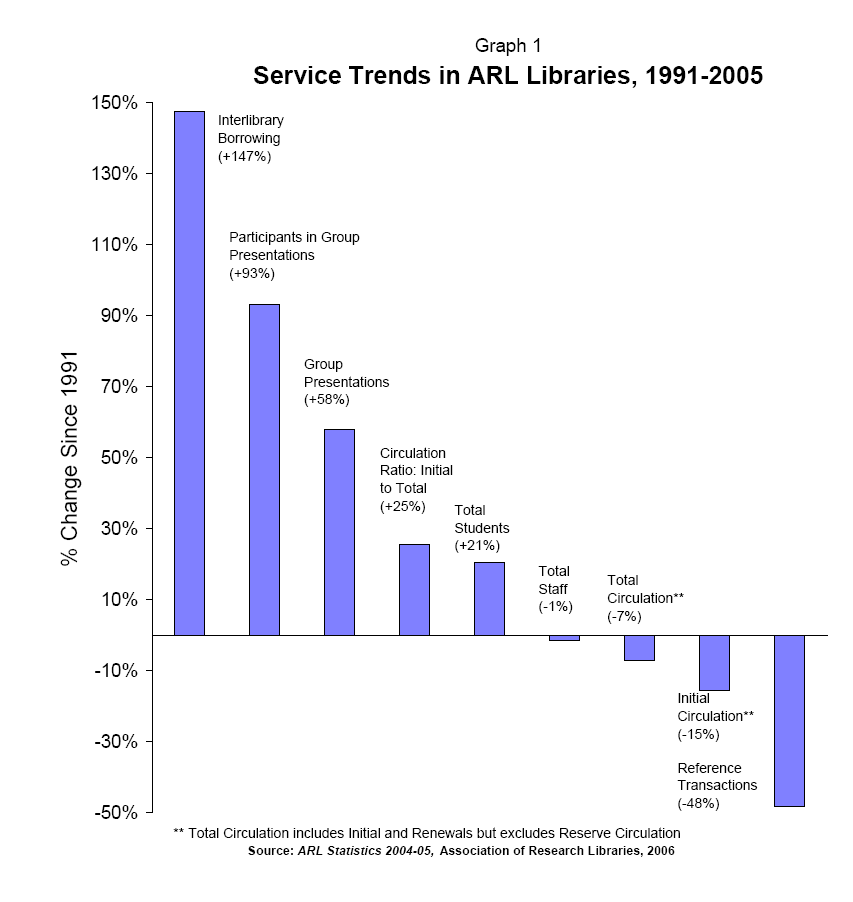 Graph 1
Service Trends in ARL Libraries, 1991-2005
% Change Since 1991
150%
130%
110%
90%
70%
50%
30%
10%
-10%
-30%
-50%
Interlibrary
Borrowing
(+147%)
Participants in Group
Presentations
(+93%)
Group
Presentations
(+58%)
Circulation
Ratio: Initial
to Total
(+25%)
Total
Students
(+21%)
Total
Staff
(-1%)
Total
Circulation**
(-7%)
Initial
Circulation**
(-15%)
Reference
Transactions
(-48%)
** Total Circulation includes Initial and Renewals but excludes Reserve Circulation
Source: ARL Statistics 2004-05, Association of Research Libraries, 2006